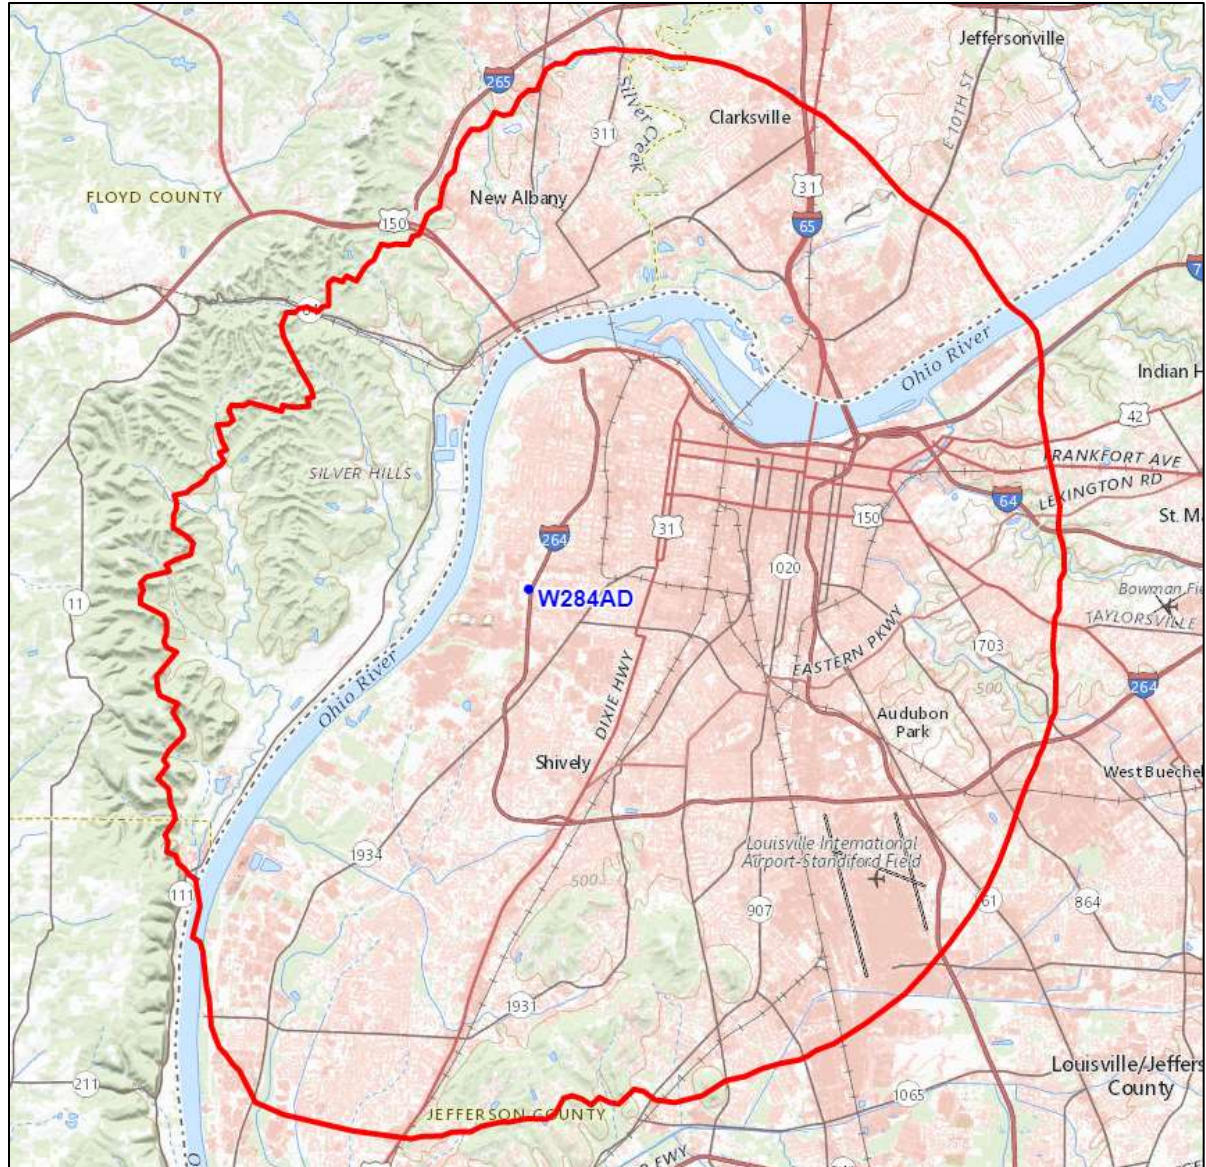 Jeffersonville
265
Silver Creek
Clarksville
E 10TH ST
311
FLOYD COUNTY
New Albany
31
150
65
Ohio River
Indian H
42
FRANKFORT AVE
SILVER HILLS
LEXINGTON RD
64
150
St. M
31
264
1020
W284AD
Bowman Fie
11
TAYLORSVILLE
EASTERN PKWY
1703
Ohio River
DIXIE HWY
500
264
Audubon
Park
Shively
West Buechel
Louisville International
Airport-Standiford Field
1934
500
111
907
61
864
1931
Louisville/Jeffers
County
211
1065
JEFFERSON COUNTY